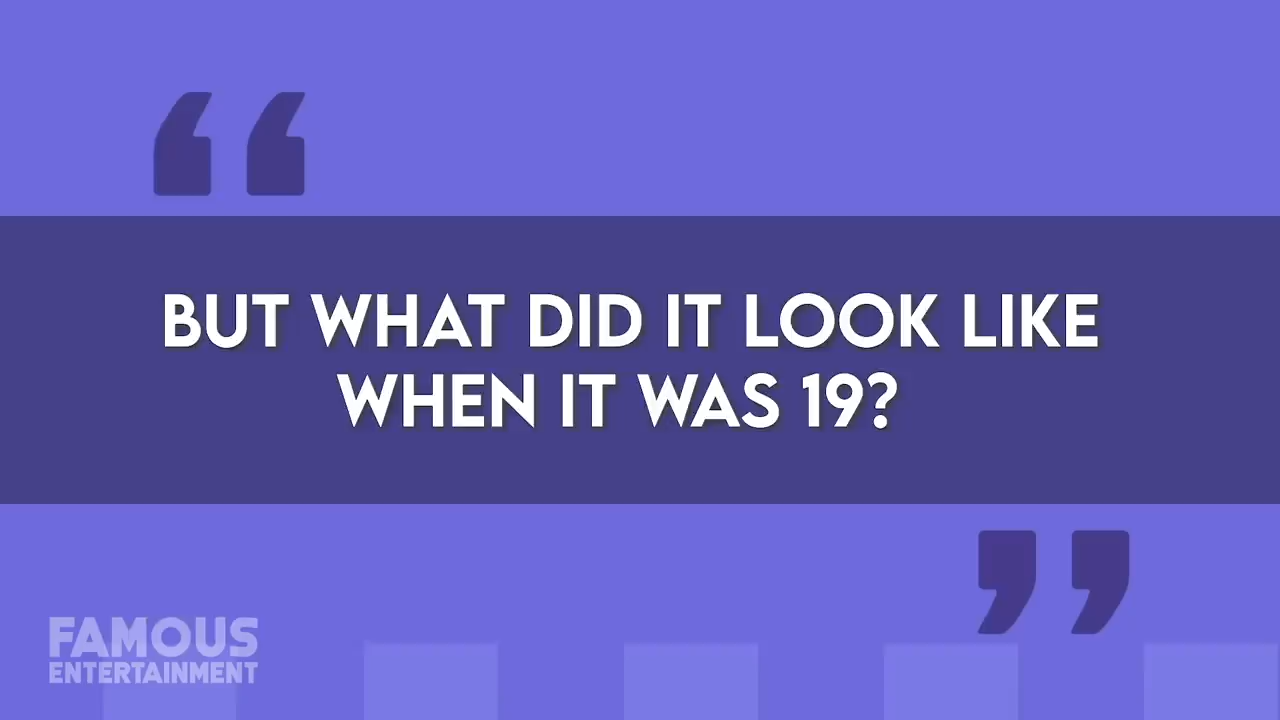 “
BUT WHAT DID IT LOOK LIKE
WHEN IT WAS 19?
”
FAMOUS
ENTERTAINMENT